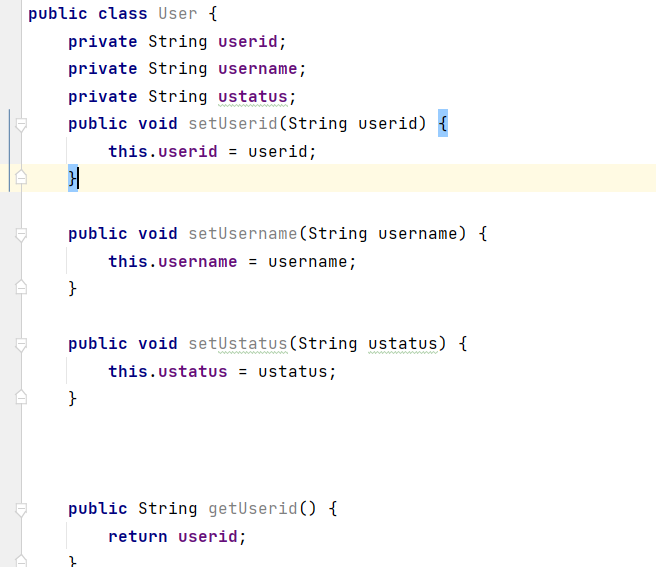 public class User {
    private String userid;
    private String username;
    private String ustatus;
    public void setUserid(String userid) {
        this.userid = userid;
    }
    public void setUsername(String username) {
        this.username = username;
    }
    public void setUstatus(String ustatus) {
        this.ustatus = ustatus;
    }
    public String getUserid() {
        return userid;
    }